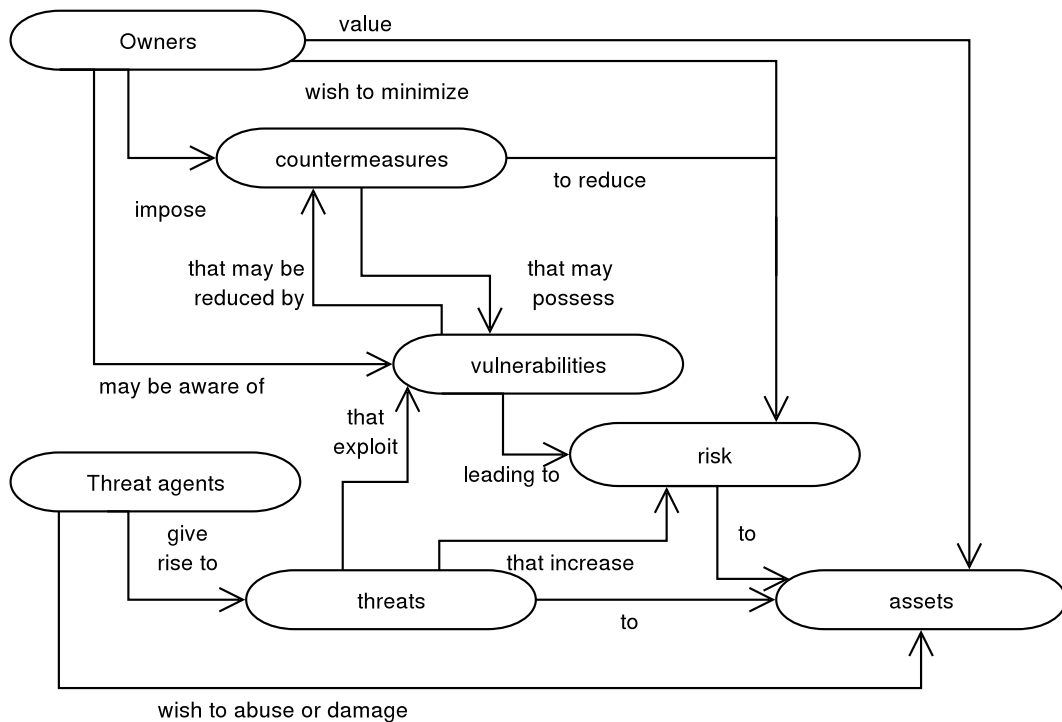 value
Owners
wish to minimize
countermeasures
to reduce
impose
that may be
reduced by
that may
possess
vulnerabilities
may be aware of
that
exploit
risk
leading to
Threat agents
give
rise to
to
that increase
threats
assets
to
wish to abuse or damage